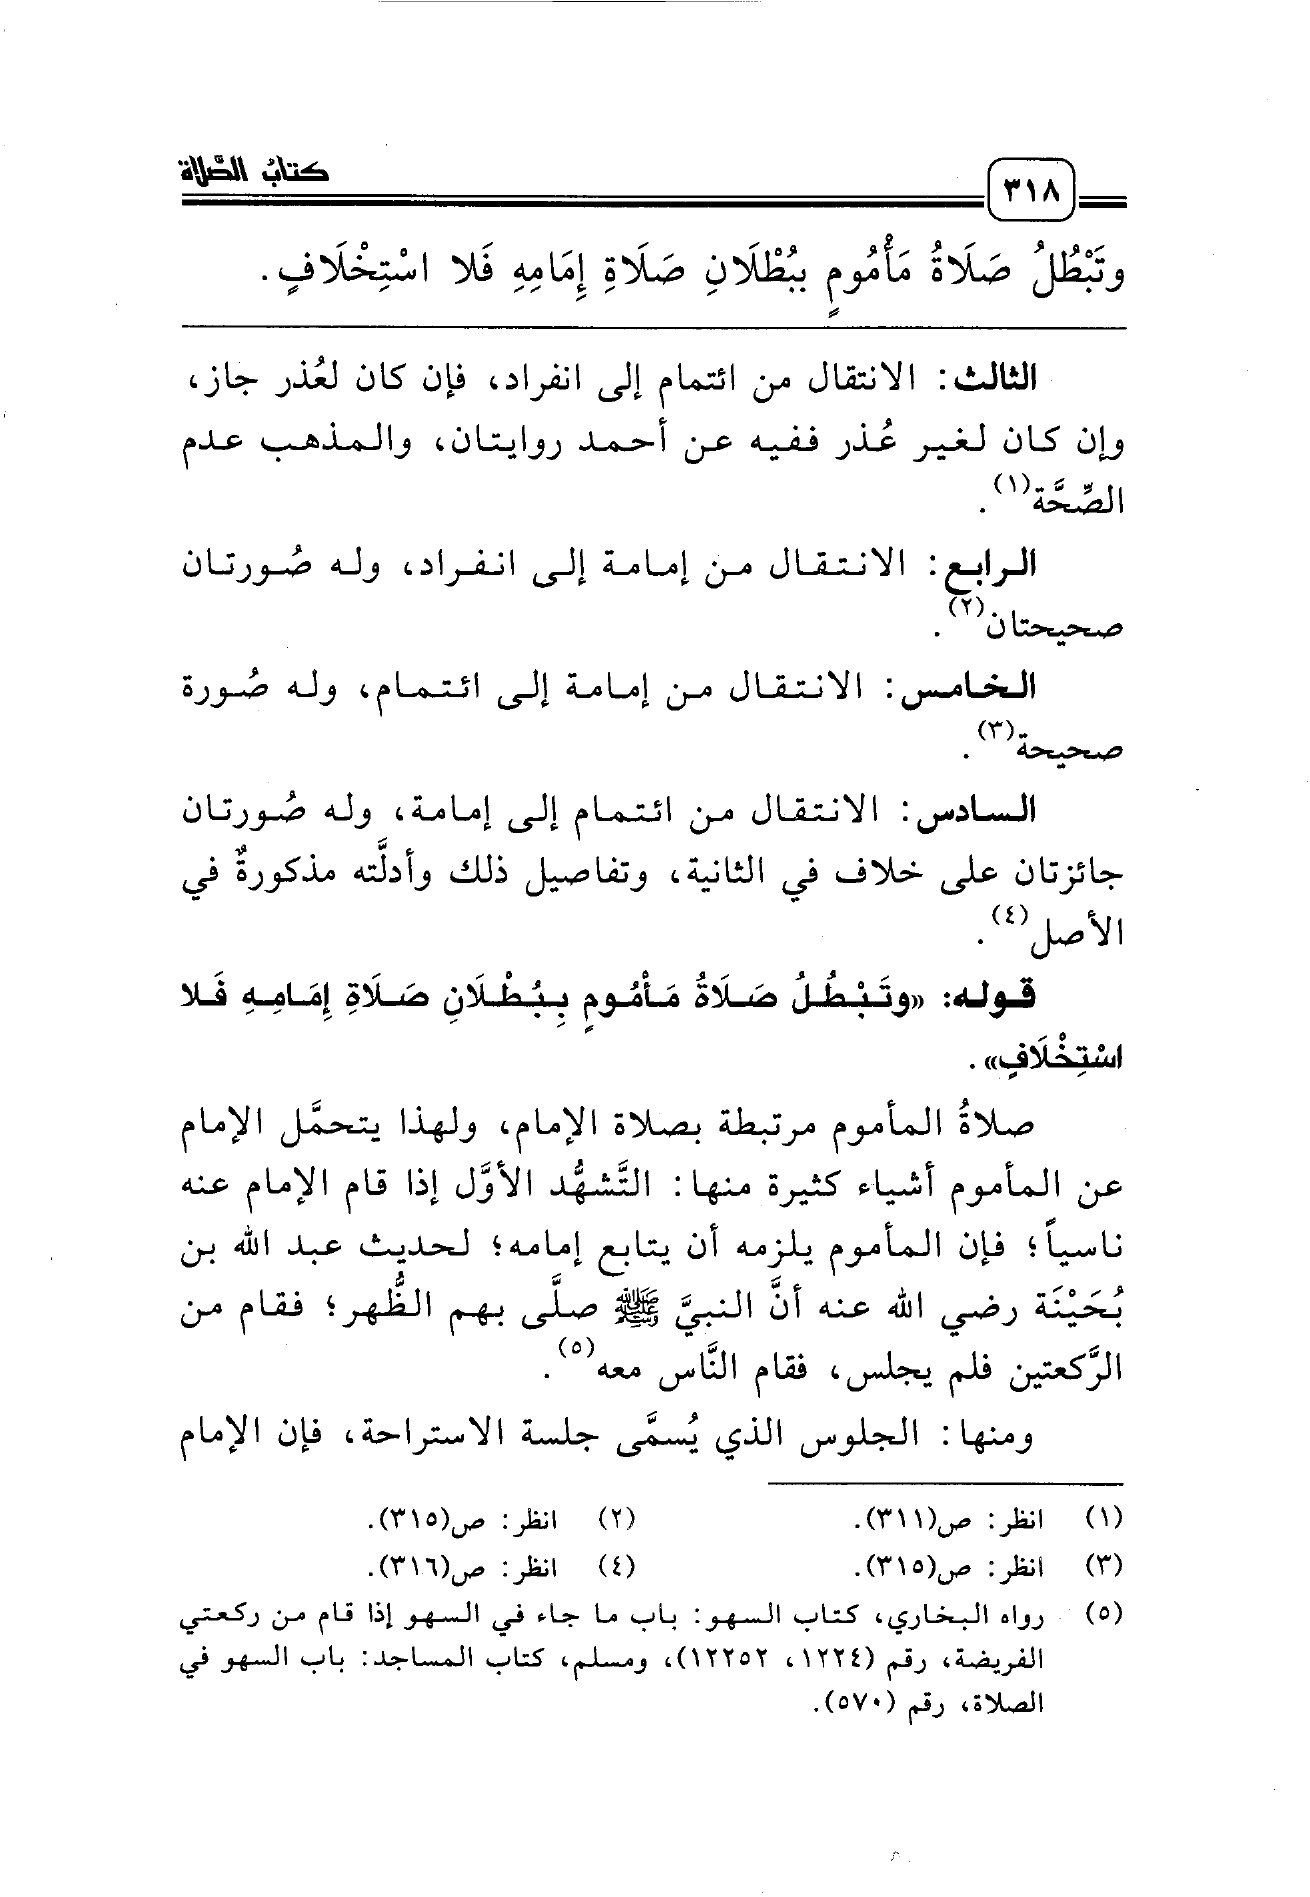 كتاب الصلاة
٣١٨
وتَبْطُلُ صَلَاةُ مَأْمُومٍ بِبُطْلَانِ صَلَاةِ إِمَامِهِ فَلا اسْتِخْلَافٍ.
الثالث: الانتقال من ائتمام إلى انفراد، فإن كان لعُذر جاز،
وإن كان لغير عُذر ففيه عن أحمد روايتان، والمذهب عدم
الصِّحَّة(١).
الرابع: الانتقال من إمامة إلى انفراد، وله صُورتان
صحيحتان(٢).
الخامس: الانتقال من إمامة إلى ائتمام، وله صُورة
صحيحة(٣).
السادس: الانتقال من ائتمام إلى إمامة، وله صُورتان
جائزتان على خلاف في الثانية، وتفاصيل ذلك وأدلَّته مذكورةٌ في
الأصل(٤).
قوله: «وتَبْطُلُ صَلَاةُ مَأْمُومٍ بِبُطْلَانِ صَلَاةِ إِمَامِهِ فَلا
اسْتِخْلَافٍ».
صلاةُ المأموم مرتبطة بصلاة الإمام، ولهذا يتحمَّل الإمام
عن المأموم أشياء كثيرة منها: التَّشهُّد الأوَّل إذا قام الإمام عنه
ناسياً؛ فإن المأموم يلزمه أن يتابع إمامه؛ لحديث عبد الله بن
بُحَيْنَة رضي الله عنه أنَّ النبيَّ ﷺ صلَّى بهم الظُّهر؛ فقام من
الرَّكعتين فلم يجلس، فقام النَّاس معه(٥).
ومنها: الجلوس الذي يُسمَّى جلسة الاستراحة، فإن الإمام
(١) انظر: ص(٣١١). (٢) انظر: ص(٣١٥).
(٣) انظر: ص(٣١٥). (٤) انظر: ص(٣١٦).
(٥) رواه البخاري، كتاب السهو: باب ما جاء في السهو إذا قام من ركعتي
الفريضة، رقم (١٢٢٤، ١٢٢٥٢)، ومسلم، كتاب المساجد: باب السهو في
الصلاة، رقم (٥٧٠).